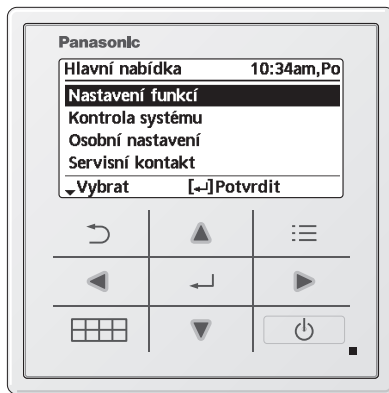 Panasonic
Hlavní nabídka 10:34am,Po
Nastavení funkcí
Kontrola systému
Osobní nastavení
Servisní kontakt
Vybrat [↵]Potvrdit